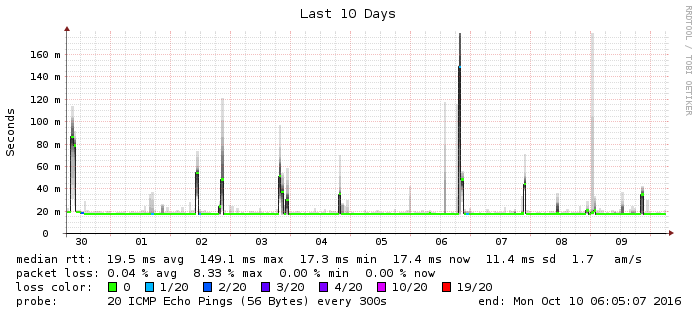 Last 10 Days
RRDTOOL / TOBI OETIKER
Seconds
160 m
140 m
120 m
100 m
80 m
60 m
40 m
20 m
0
30 01 02 03 04 05 06 07 08 09
median rtt: 19.5 ms avg 149.1 ms max 17.3 ms min 17.4 ms now 11.4 ms sd 1.7 am/s
packet loss: 0.04 % avg 8.33 % max 0.00 % min 0.00 % now
loss color: 0 1/20 2/20 3/20 4/20 10/20 19/20
probe: 20 ICMP Echo Pings (56 Bytes) every 300s end: Mon Oct 10 06:05:07 2016